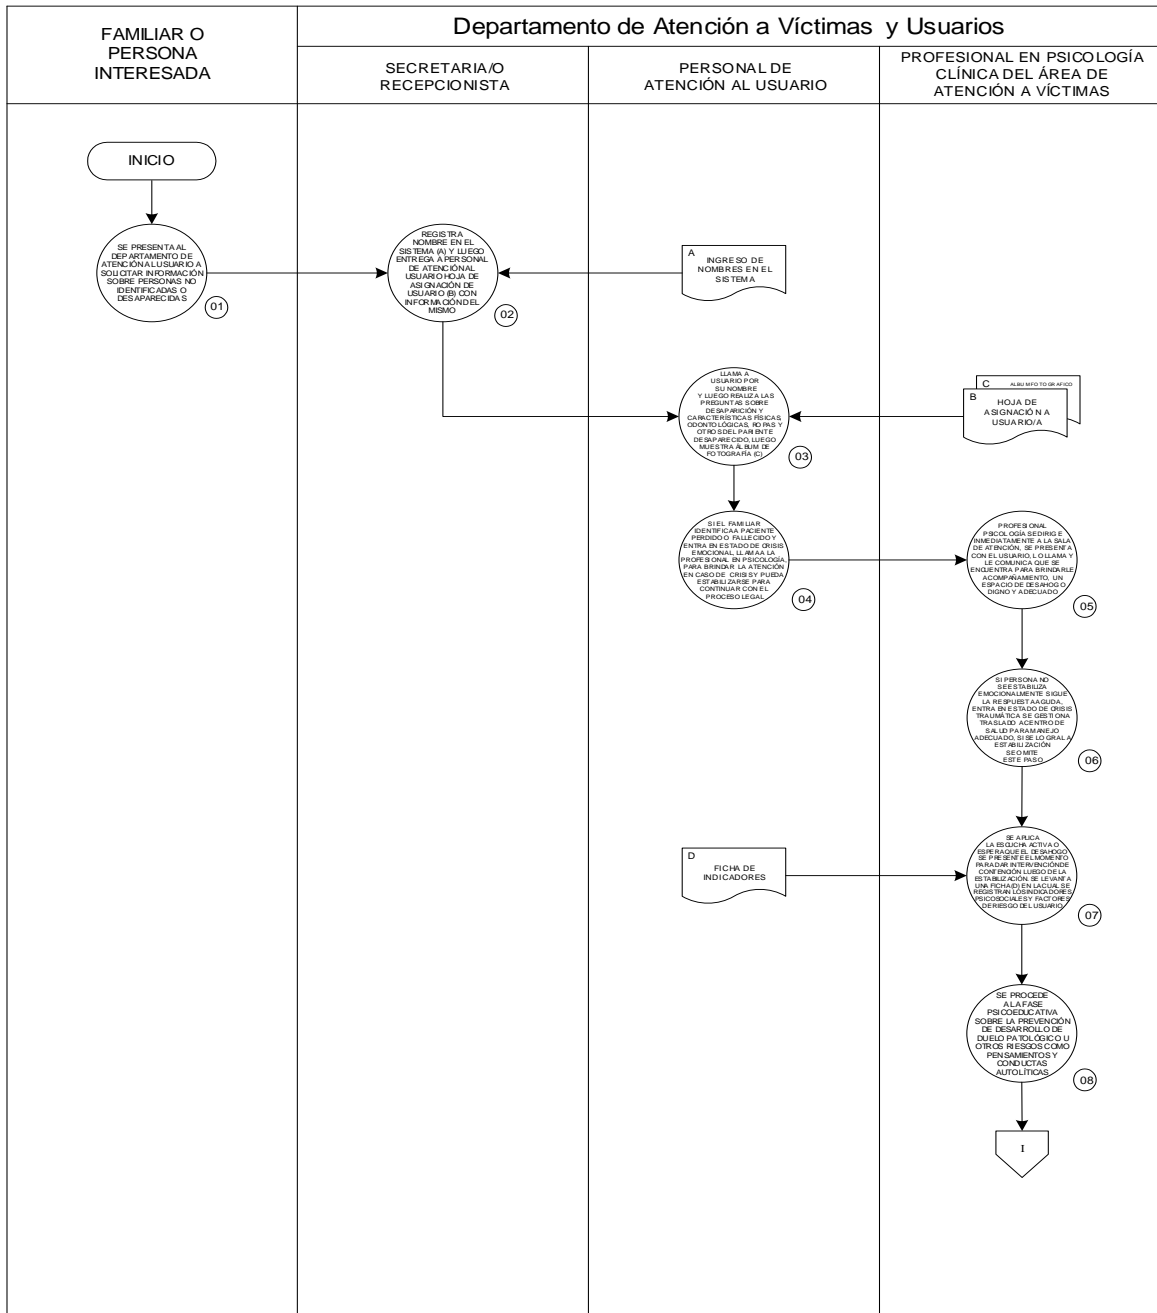 FAMILIAR O
PERSONA
INTERESADA
Departamento de Atención a Víctimas y Usuarios
SECRETARIA/O
RECEPCIONISTA
PERSONAL DE
ATENCIÓN AL USUARIO
PROFESIONAL EN PSICOLOGÍA
CLÍNICA DEL ÁREA DE
ATENCIÓN A VÍCTIMAS
INICIO
SE PRESENTA AL
DEPARTAMENTO DE
ATENCIÓN AL USUARIO A
SOLICITAR INFORMACIÓN
SOBRE PERSONAS NO
IDENTIFICADAS O
DESAPARECIDAS
01
REGISTRA
NOMBRE EN EL
SISTEMA (A) Y LUEGO
ENTREGA A PERSONAL
DE ATENCIÓN AL
USUARIO HOJA DE
ASIGNACIÓN DE
USUARIO (B) CON
INFORMACIÓN DEL
MISMO
02
A
INGRESO DE
NOMBRES EN EL
SISTEMA
LLAMA A
USUARIO POR
SU NOMBRE
Y LUEGO REALIZA LAS
PREGUNTAS SOBRE
DESAPARICIÓN Y
CARACTERÍSTICAS FÍSICAS,
ODONTOLÓGICAS, ROPAS Y
OTROS DEL PARIENTE
DESAPARECIDO, LUEGO
MUESTRA ÁLBUM DE
FOTOGRAFÍA (C)
03
C
ALBUM FOTOGRAFICO
B
HOJA DE
ASIGNACIÓN A
USUARIO/A
SI EL FAMILIAR
IDENTIFICA A PACIENTE
PERDIDO O FALLECIDO Y
ENTRA EN ESTADO DE CRISIS
EMOCIONAL, LLAMA A LA
PROFESIONAL EN PSICOLOGÍA,
PARA BRINDAR LA ATENCIÓN
EN CASO DE CRISIS Y PUEDA
ESTABILIZARSE PARA
CONTINUAR CON EL
PROCESO LEGAL
04
PROFESIONAL
PSICOLOGÍA SE DIRIGE
INMEDIATAMENTE A LA SALA
DE ATENCIÓN, SE PRESENTA
CON EL USUARIO, LO LLAMA Y
LE COMUNICA QUE SE
ENCUENTRA PARA BRINDARLE
ACOMPAÑAMIENTO, UN
ESPACIO DE DESAHOGO
DIGNO Y ADECUADO
05
SI PERSONA NO
SE ESTABILIZA
EMOCIONALMENTE SIGUE
LA RESPUESTA AGUDA,
ENTRA EN ESTADO DE CRISIS
TRAUMÁTICA SE GESTIONA
TRASLADO A CENTRO DE
SALUD PARA MANEJO
ADECUADO, SI SE LOGRA LA
ESTABILIZACIÓN
SE OMITE
ESTE PASO
06
D
FICHA DE
INDICADORES
SE APLICA
LA ESCUCHA ACTIVA O
ESPERA QUE EL DESAHOGO
SE PRESENTE EL MOMENTO
PARA DAR INTERVENCIÓN DE
CONTENCIÓN LUEGO DE LA
ESTABILIZACIÓN. SE LEVANTA
UNA FICHA(D) EN LA CUAL SE
REGISTRAN LOS INDICADORES
PSICOSOCIALES Y FACTORES
DE RIESGO DEL USUARIO
07
SE PROCEDE
A LA FASE
PSICOEDUCATIVA
SOBRE LA PREVENCIÓN
DE DESARROLLO DE
DUELO PATOLÓGICO U
OTROS RIESGOS COMO
PENSAMIENTOS Y
CONDUCTAS
AUTOLÍTICAS
08
I